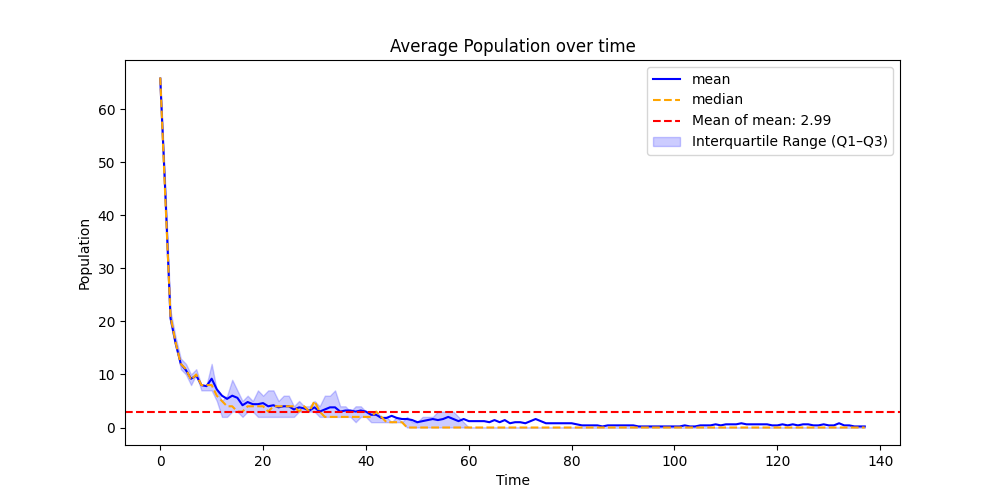 Average Population over time
mean
median
Mean of mean: 2.99
Interquartile Range (Q1–Q3)
Population
60
50
40
30
20
10
0
0 20 40 60 80 100 120 140
Time